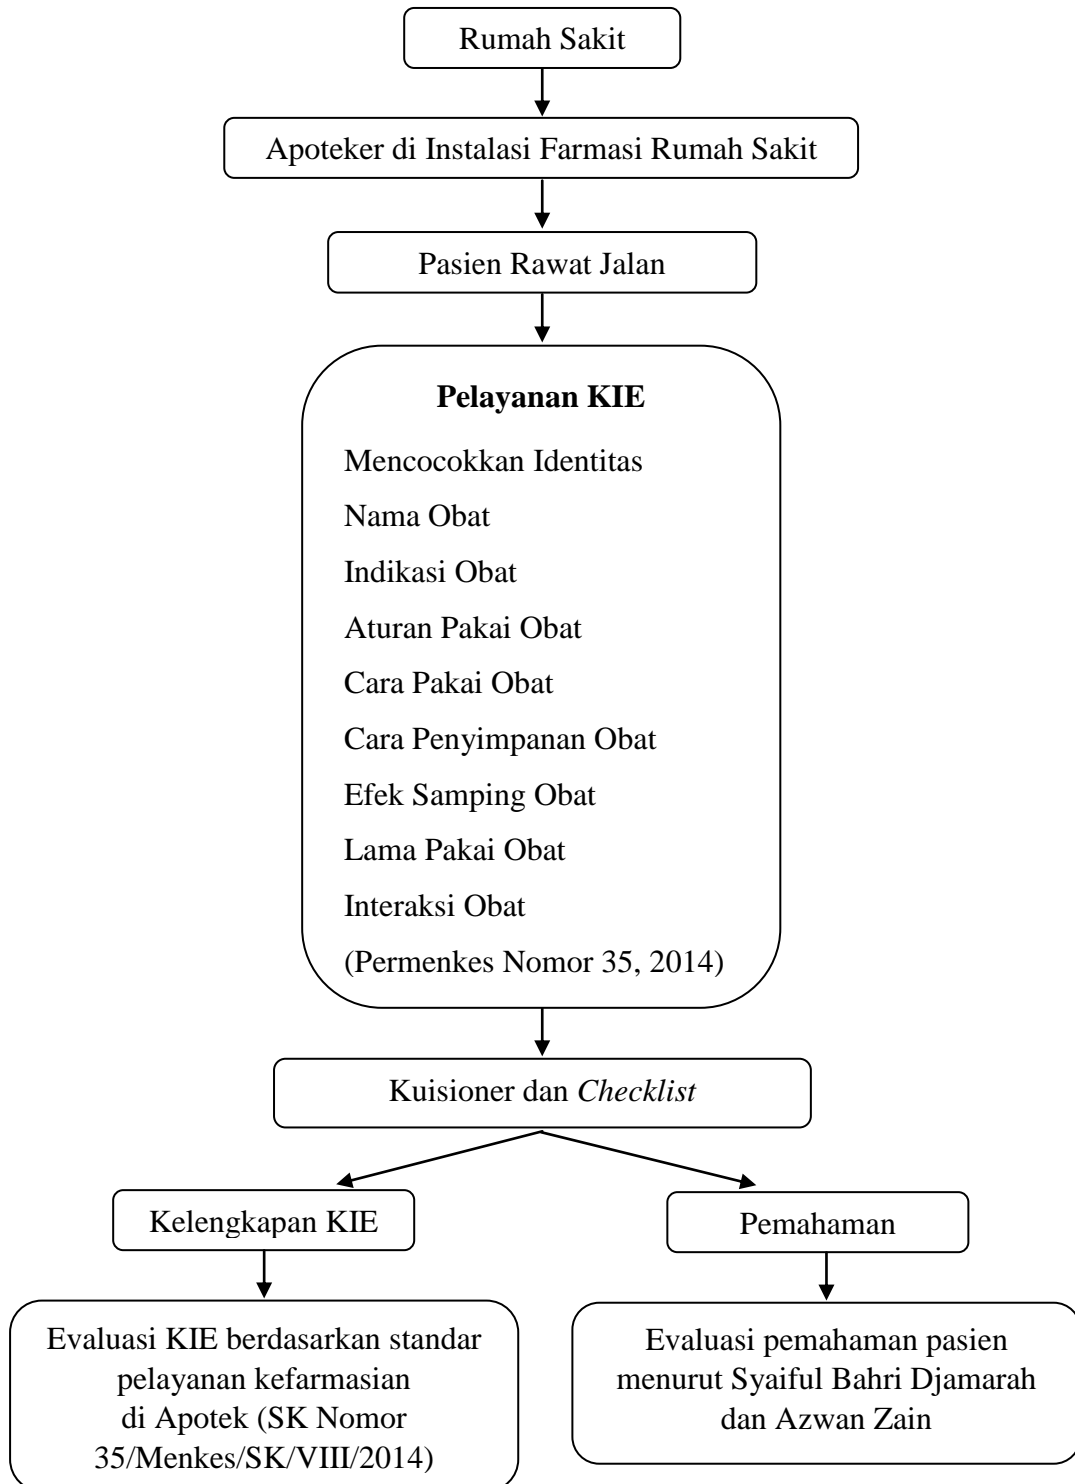 Rumah Sakit
Apoteker di Instalasi Farmasi Rumah Sakit
Pasien Rawat Jalan
Pelayanan KIE
Mencocokkan Identitas
Nama Obat
Indikasi Obat
Aturan Pakai Obat
Cara Pakai Obat
Cara Penyimpanan Obat
Efek Samping Obat
Lama Pakai Obat
Interaksi Obat
(Permenkes Nomor 35, 2014)
Kuisioner dan Checklist
Kelengkapan KIE
Pemahaman
Evaluasi KIE berdasarkan standar
pelayanan kefarmasian
di Apotek (SK Nomor
35/Menkes/SK/VIII/2014)
Evaluasi pemahaman pasien
menurut Syaiful Bahri Djamarah
dan Azwan Zain